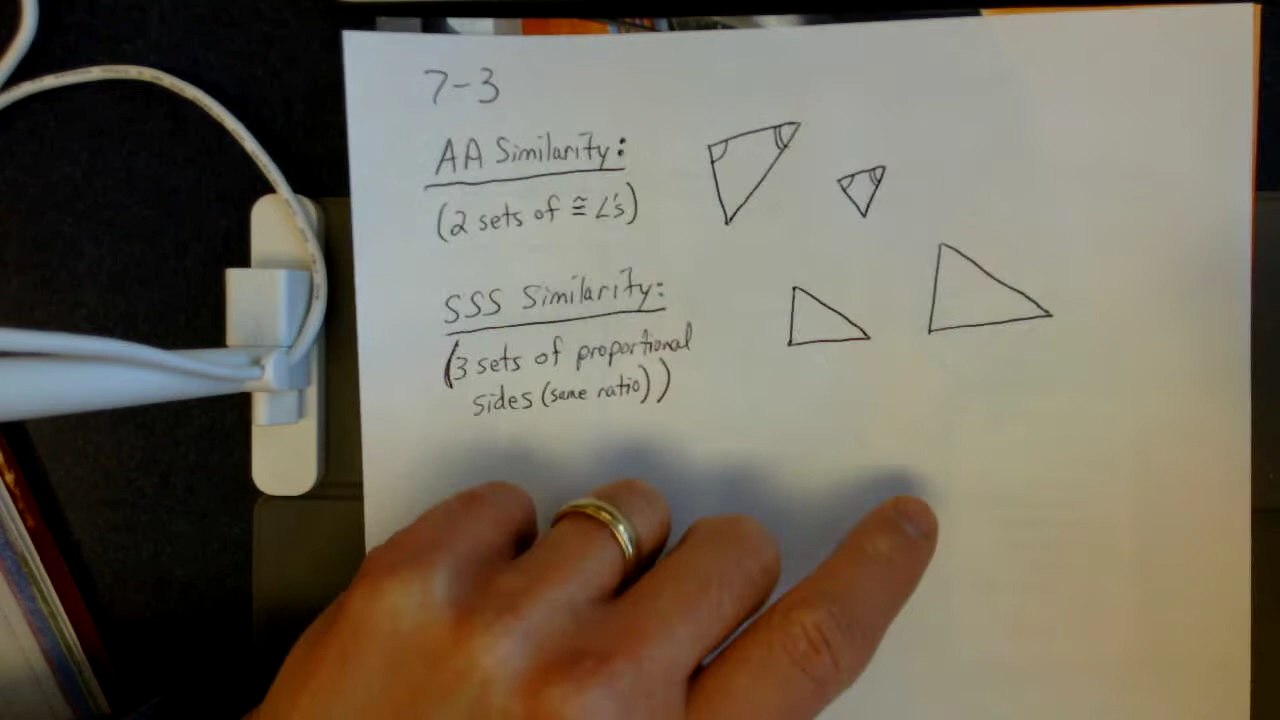 7-3
AA Similarity:
(2 sets of ≅ ∠'s)
SSS Similarity:
(3 sets of proportional
sides (same ratio))